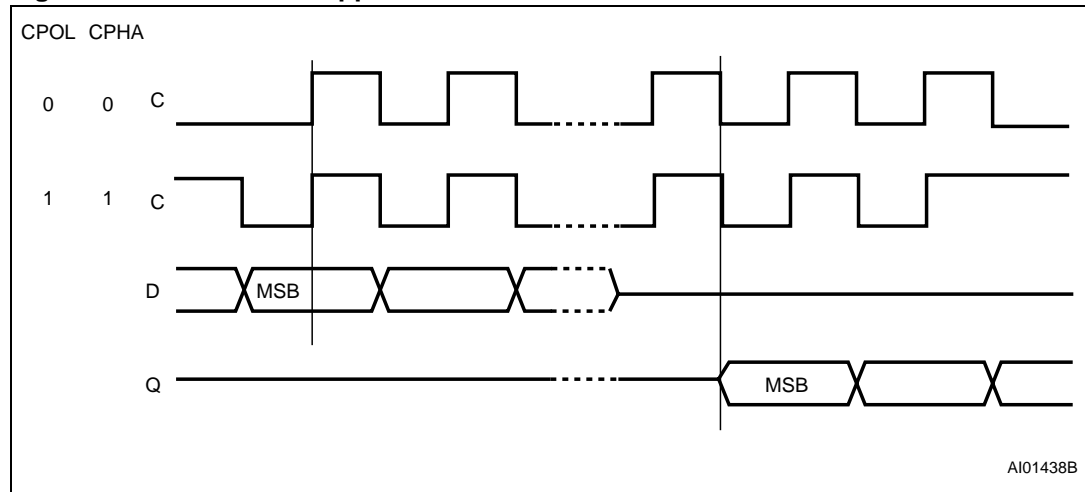 CPOL CPHA
0 0 C
1 1 C
D MSB
Q MSB
AI01438B